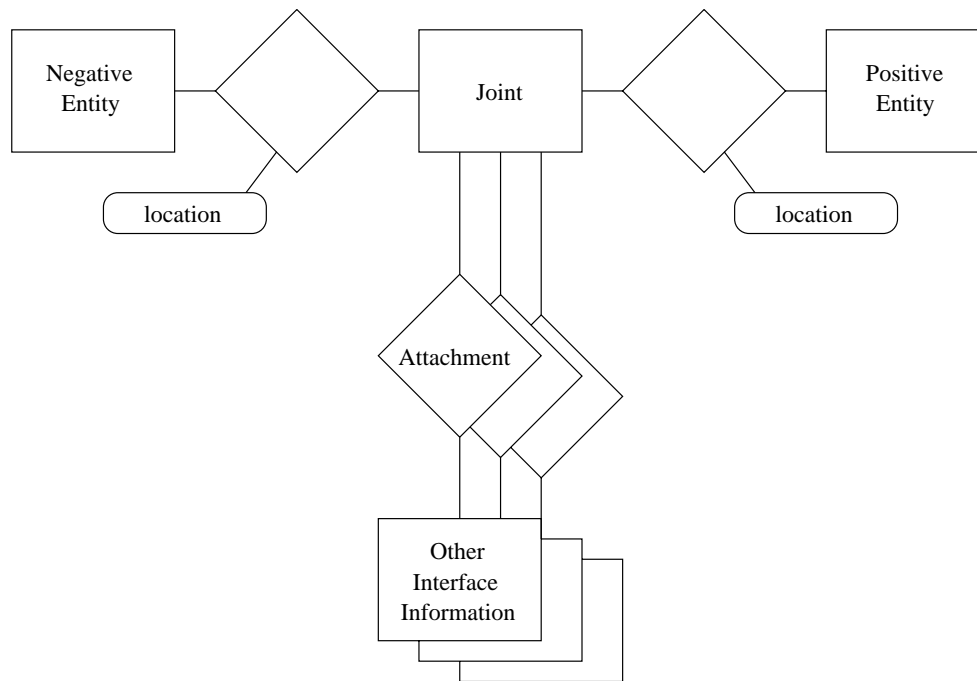 Negative
Entity
Joint
Positive
Entity
location
location
Attachment
Other
Interface
Information